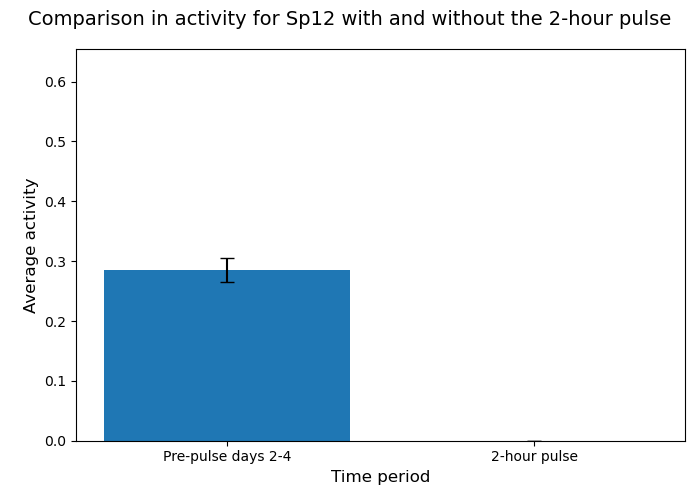 Comparison in activity for Sp12 with and without the 2-hour pulse
0.6
0.5
0.4
0.3
0.2
0.1
0.0
Average activity
Pre-pulse days 2-4
2-hour pulse
Time period